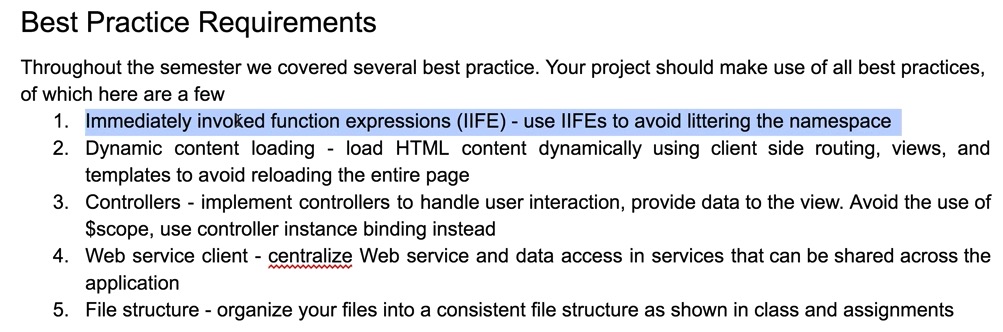 Best Practice Requirements
Throughout the semester we covered several best practice. Your project should make use of all best practices,
of which here are a few
1. Immediately invoked function expressions (IIFE) - use IIFEs to avoid littering the namespace
2. Dynamic content loading - load HTML content dynamically using client side routing, views, and
templates to avoid reloading the entire page
3. Controllers - implement controllers to handle user interaction, provide data to the view. Avoid the use of
$scope, use controller instance binding instead
4. Web service client - centralize Web service and data access in services that can be shared across the
application
5. File structure - organize your files into a consistent file structure as shown in class and assignments